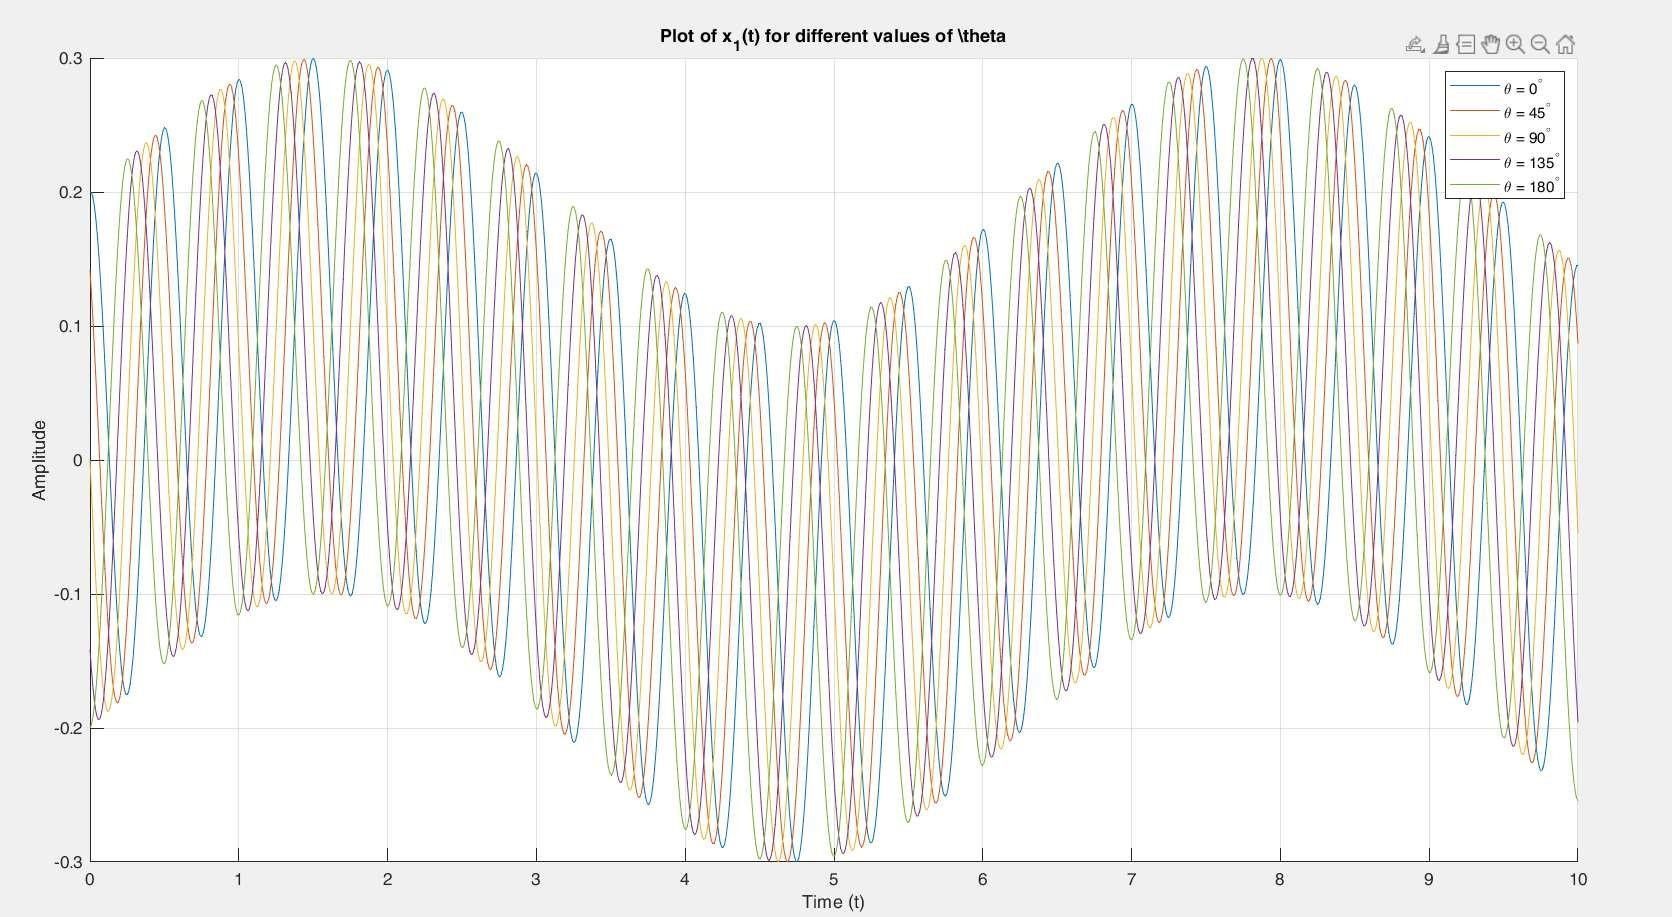 Plot of x₁(t) for different values of \theta
θ = 0°
θ = 45°
θ = 90°
θ = 135°
θ = 180°
0.3
0.2
0.1
0
-0.1
-0.2
-0.3
Amplitude
0 1 2 3 4 5 6 7 8 9 10
Time (t)